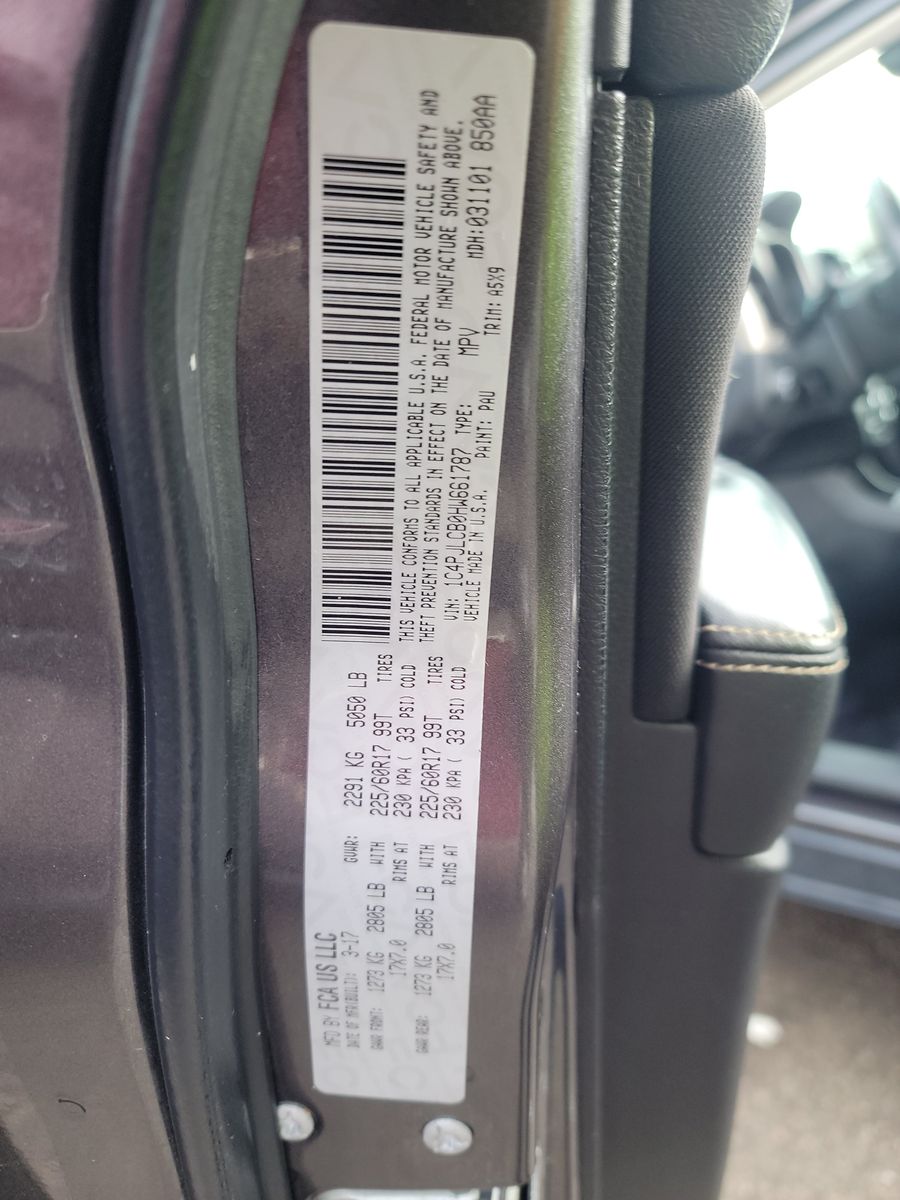 MFD BY FCA US LLC
DATE OF MFR(BUILT): 3-17 GVWR: 2291 KG 5050 LB
GAWR FRONT: 1273 KG 2805 LB WITH 225/60R17 99T TIRES
17X7.0 RIMS AT 230 KPA ( 33 PSI) COLD
GAWR REAR: 1273 KG 2805 LB WITH 225/60R17 99T TIRES
17X7.0 RIMS AT 230 KPA ( 33 PSI) COLD
THIS VEHICLE CONFORMS TO ALL APPLICABLE U.S.A. FEDERAL MOTOR VEHICLE SAFETY AND
THEFT PREVENTION STANDARDS IN EFFECT ON THE DATE OF MANUFACTURE SHOWN ABOVE.
VIN: 1C4PJLCB0HW661787 TYPE: MPV MDH:031101 850AA
VEHICLE MADE IN U.S.A. PAINT: PAU TRIM: A5X9